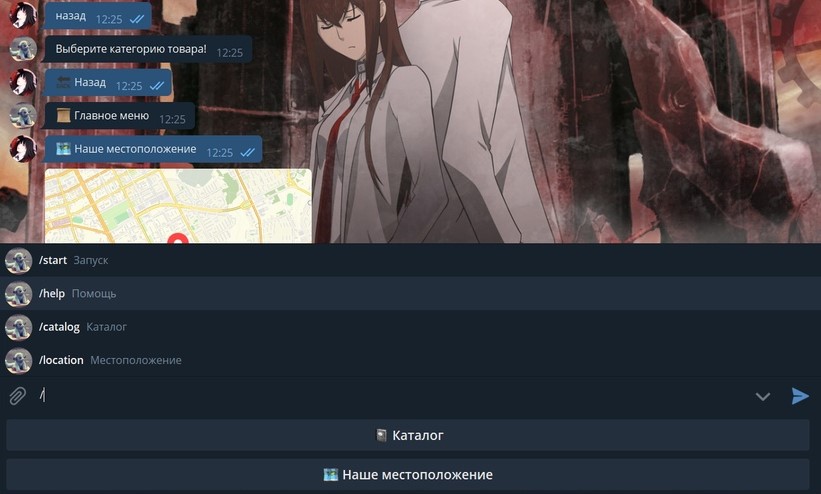 назад 12:25
Выберите категорию товара! 12:25
Назад 12:25
Главное меню 12:25
Наше местоположение 12:25
/start Запуск
/help Помощь
/catalog Каталог
/location Местоположение
/
Каталог
Наше местоположение